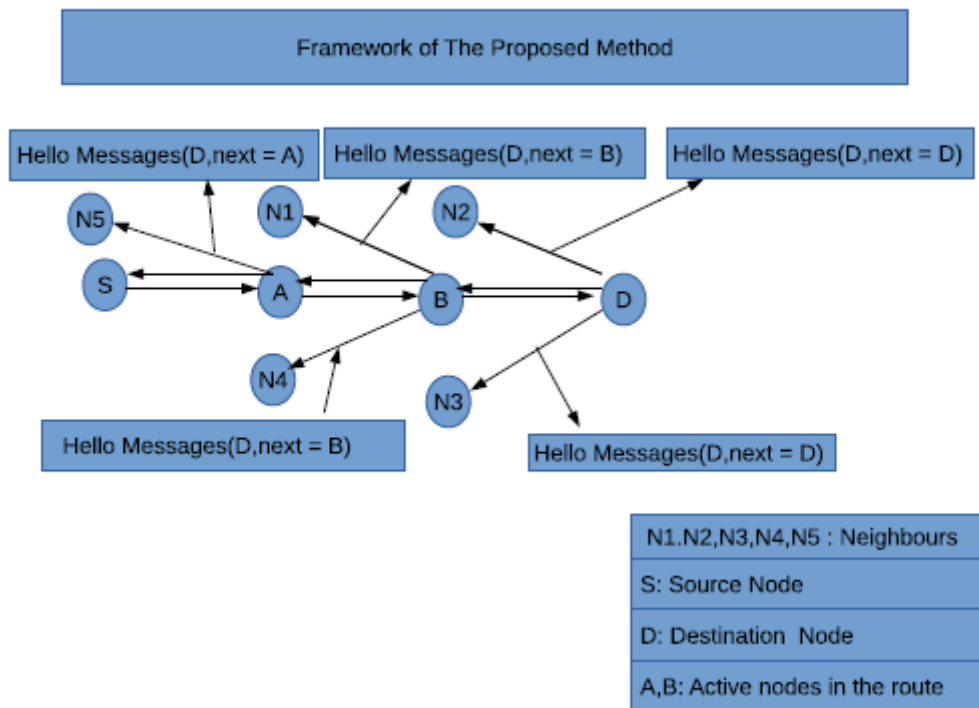 Framework of The Proposed Method
Hello Messages(D,next = A)
Hello Messages(D,next = B)
Hello Messages(D,next = D)
N5
N1
N2
S
A
B
D
N4
N3
Hello Messages(D,next = B)
Hello Messages(D,next = D)
N1.N2,N3,N4,N5 : Neighbours
S: Source Node
D: Destination Node
A,B: Active nodes in the route